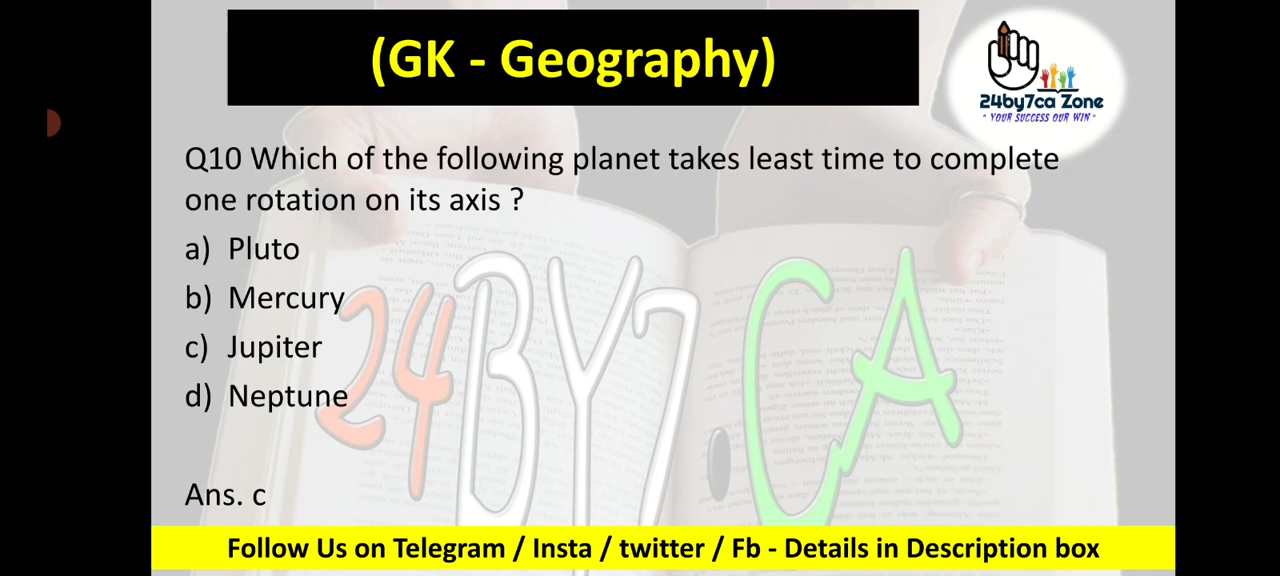 (GK - Geography)
24by7ca Zone
" YOUR SUCCESS OUR WIN "
Q10 Which of the following planet takes least time to complete
one rotation on its axis ?
a) Pluto
b) Mercury
c) Jupiter
d) Neptune
24BY7.CA
Ans. c
Follow Us on Telegram / Insta / twitter / Fb - Details in Description box